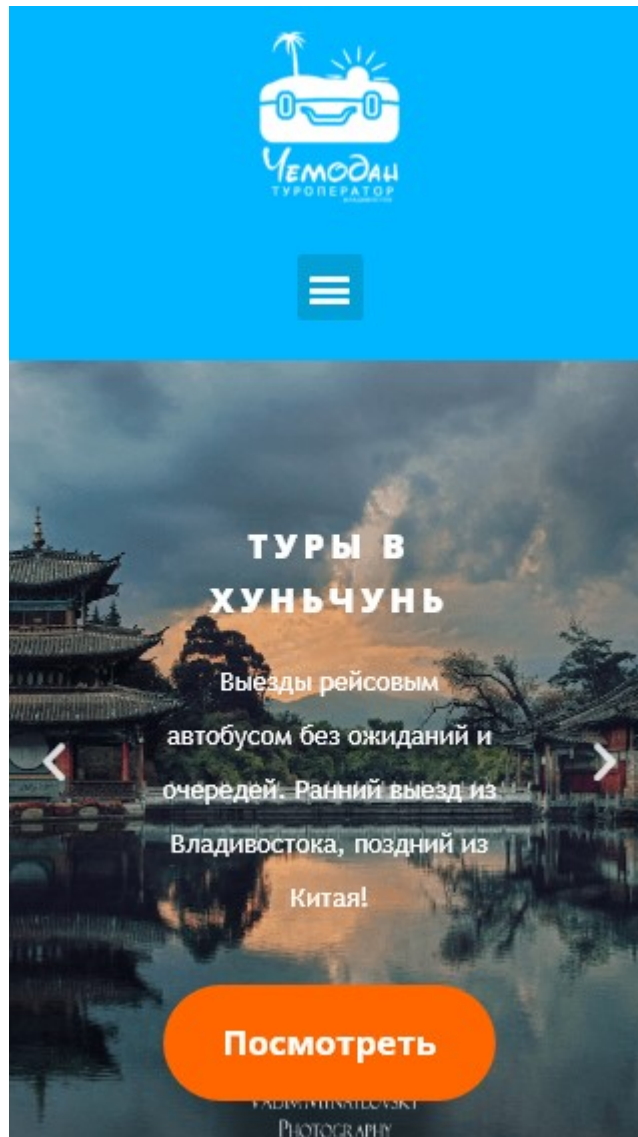 Чемодан
ТУРОПЕРАТОР
ТУРЫ В
ХУНЬЧУНЬ
Выезды рейсовым
автобусом без ожиданий и
очередей. Ранний выезд из
Владивостока, поздний из
Китая!
Посмотреть
PHOTOGRAPHY